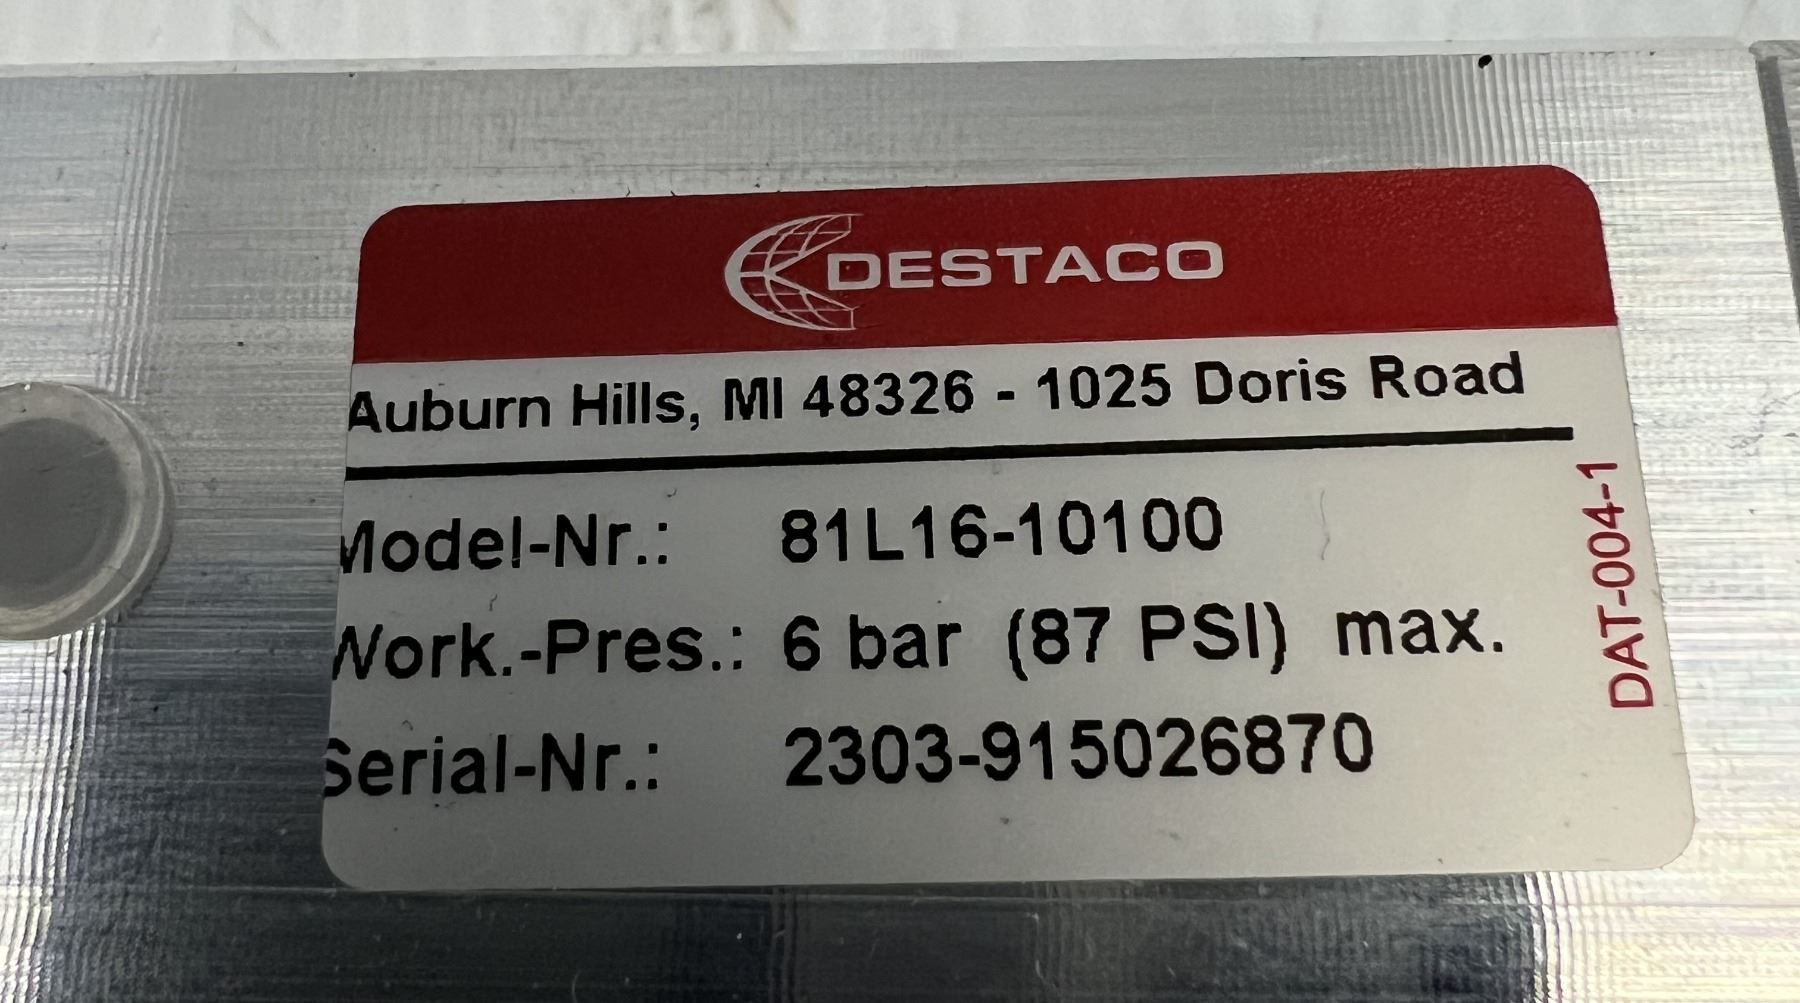 DESTACO
Auburn Hills, MI 48326 - 1025 Doris Road
Model-Nr.: 81L16-10100
Work.-Pres.: 6 bar (87 PSI) max.
Serial-Nr.: 2303-915026870
DAT-004-1